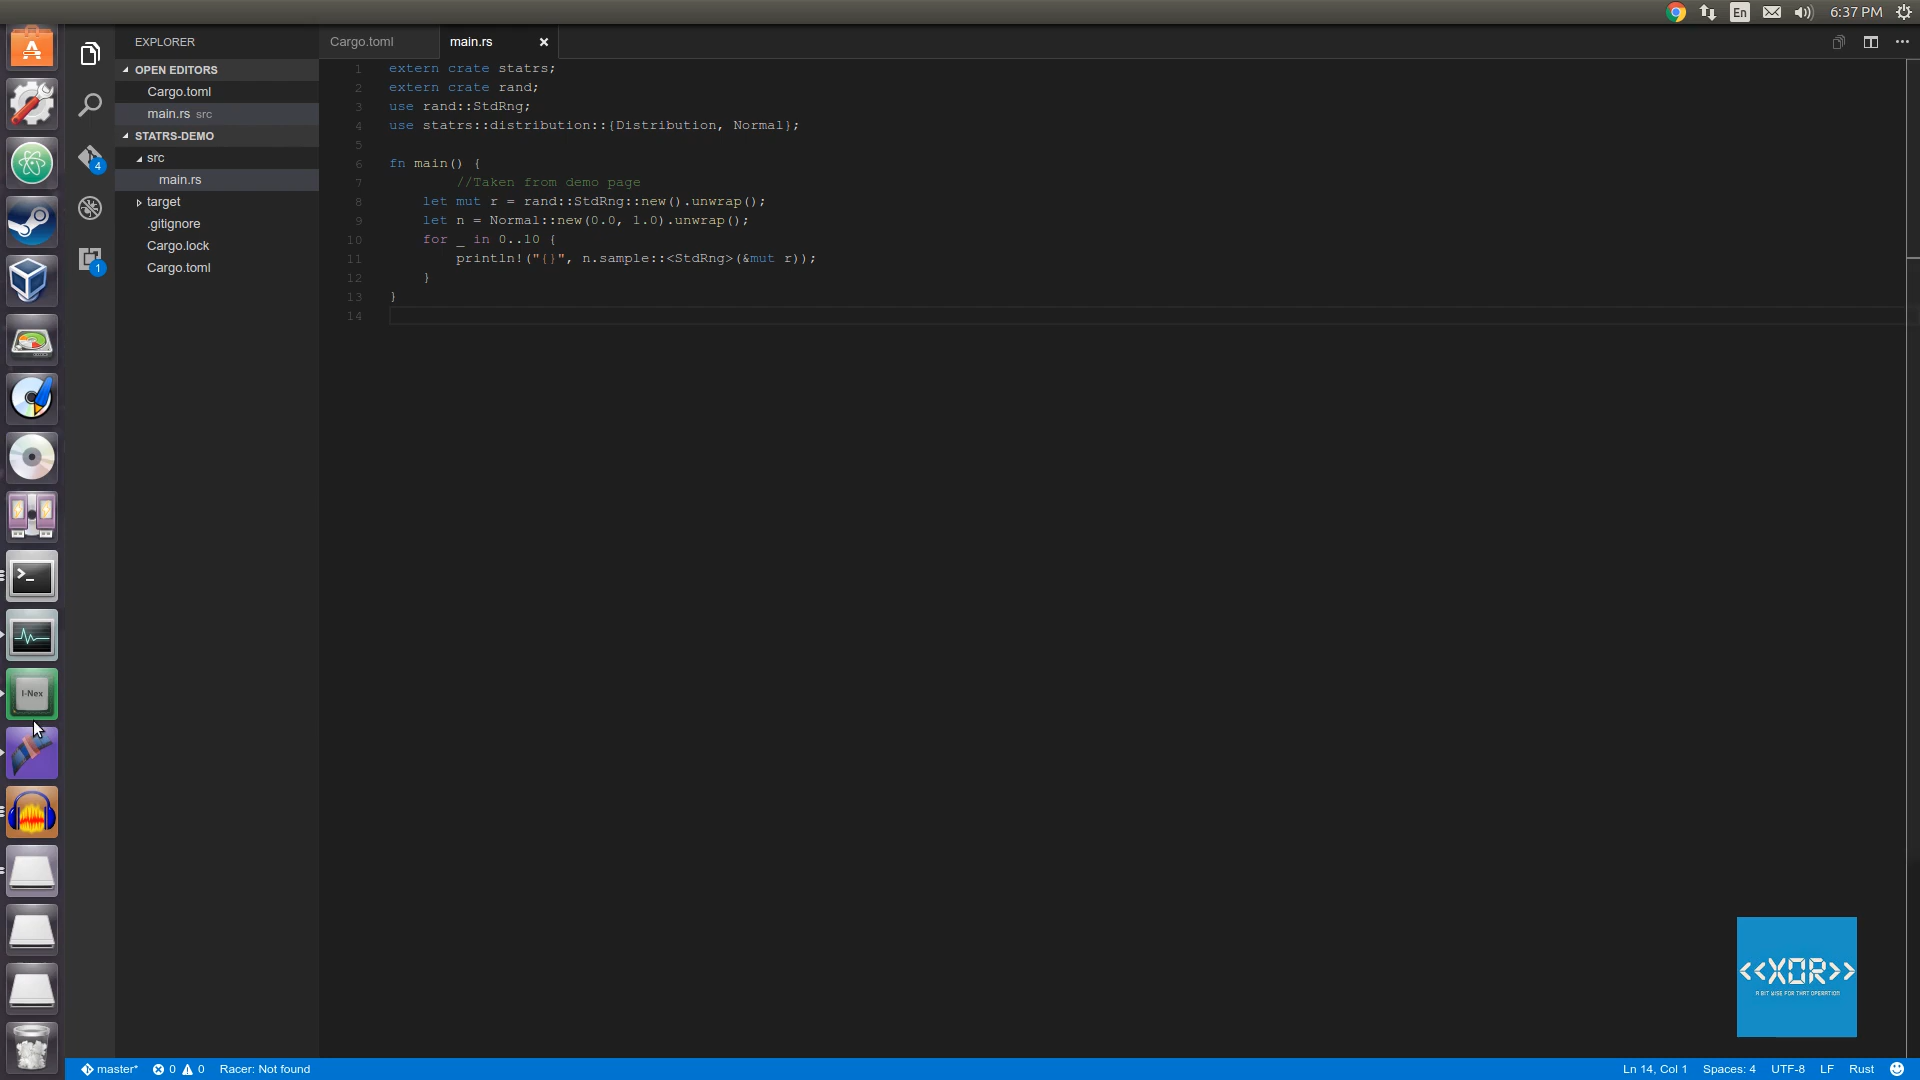 En
6:37 PM
EXPLORER
OPEN EDITORS
Cargo.toml
main.rs src
STATRS-DEMO
src
main.rs
target
.gitignore
Cargo.lock
Cargo.toml
4
1
I-Nex
Cargo.toml
main.rs
1 extern crate statrs;
2 extern crate rand;
3 use rand::StdRng;
4 use statrs::distribution::{Distribution, Normal};
5
6 fn main() {
7 //Taken from demo page
8 let mut r = rand::StdRng::new().unwrap();
9 let n = Normal::new(0.0, 1.0).unwrap();
10 for _ in 0..10 {
11 println!("{}", n.sample::<StdRng>(&mut r));
12 }
13 }
14
<<XOR>>
A BIT WISE FOR THAT OPERATION
master* 0 0 Racer: Not found
Ln 14, Col 1 Spaces: 4 UTF-8 LF Rust